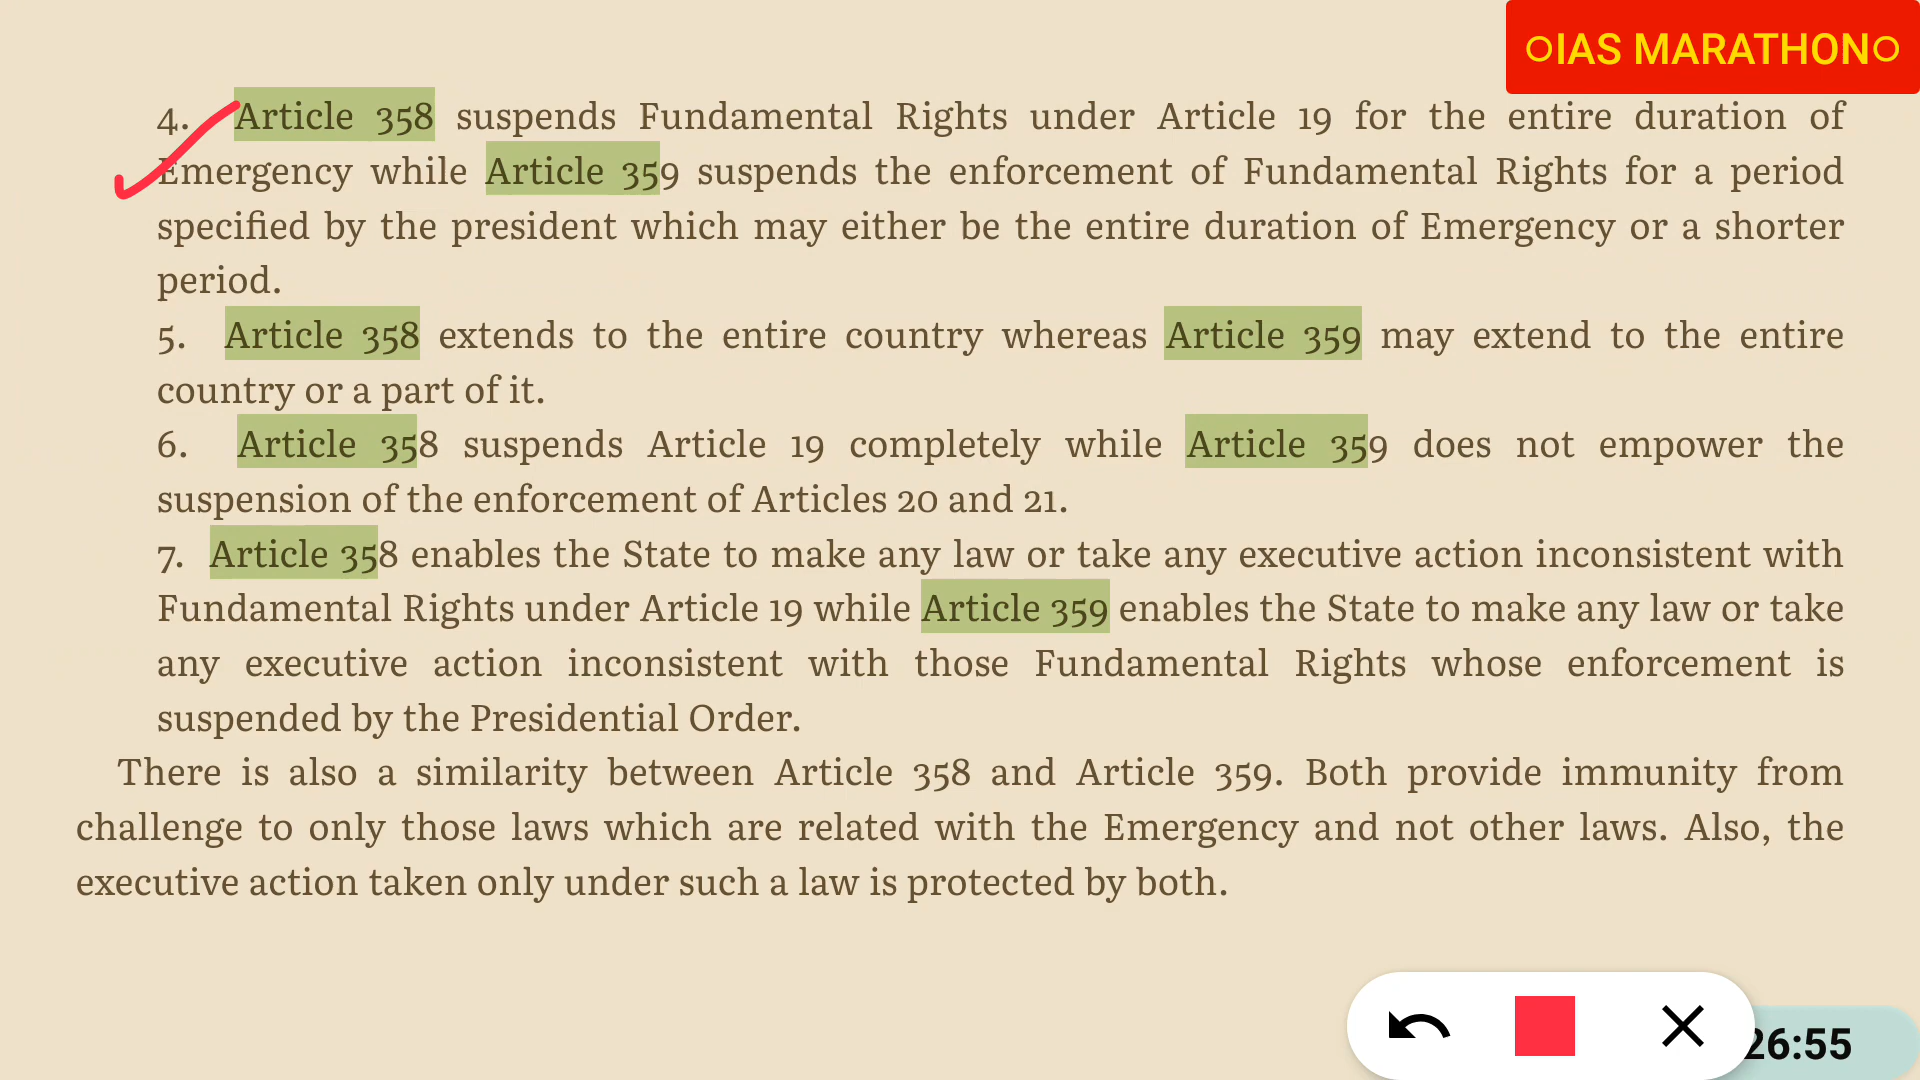 ○IAS MARATHON○
4. Article 358 suspends Fundamental Rights under Article 19 for the entire duration of
Emergency while Article 359 suspends the enforcement of Fundamental Rights for a period
specified by the president which may either be the entire duration of Emergency or a shorter
period.
5. Article 358 extends to the entire country whereas Article 359 may extend to the entire
country or a part of it.
6. Article 358 suspends Article 19 completely while Article 359 does not empower the
suspension of the enforcement of Articles 20 and 21.
7. Article 358 enables the State to make any law or take any executive action inconsistent with
Fundamental Rights under Article 19 while Article 359 enables the State to make any law or take
any executive action inconsistent with those Fundamental Rights whose enforcement is
suspended by the Presidential Order.
There is also a similarity between Article 358 and Article 359. Both provide immunity from
challenge to only those laws which are related with the Emergency and not other laws. Also, the
executive action taken only under such a law is protected by both.
26:55